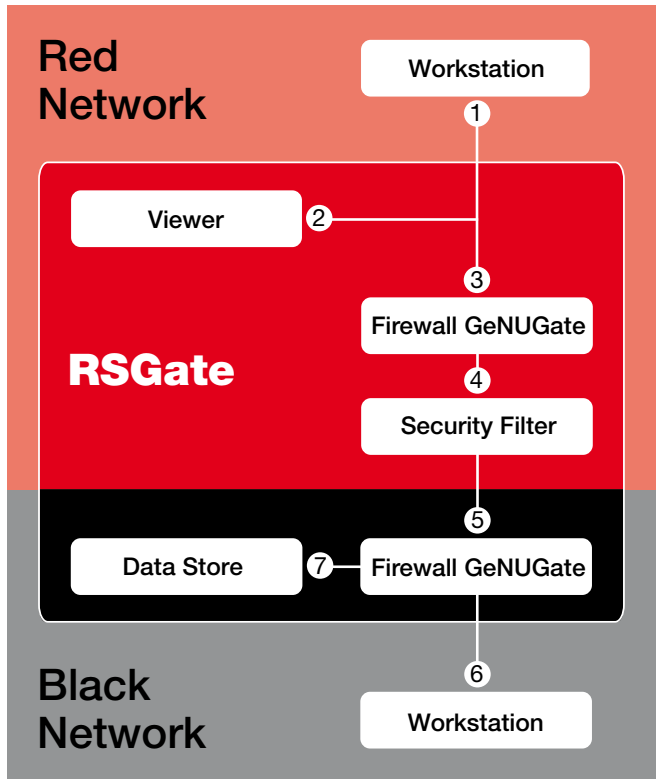 Red
Network
Workstation
1
Viewer
2
3
Firewall GeNUGate
RSGate
4
Security Filter
5
Data Store
7
Firewall GeNUGate
6
Black
Network
Workstation